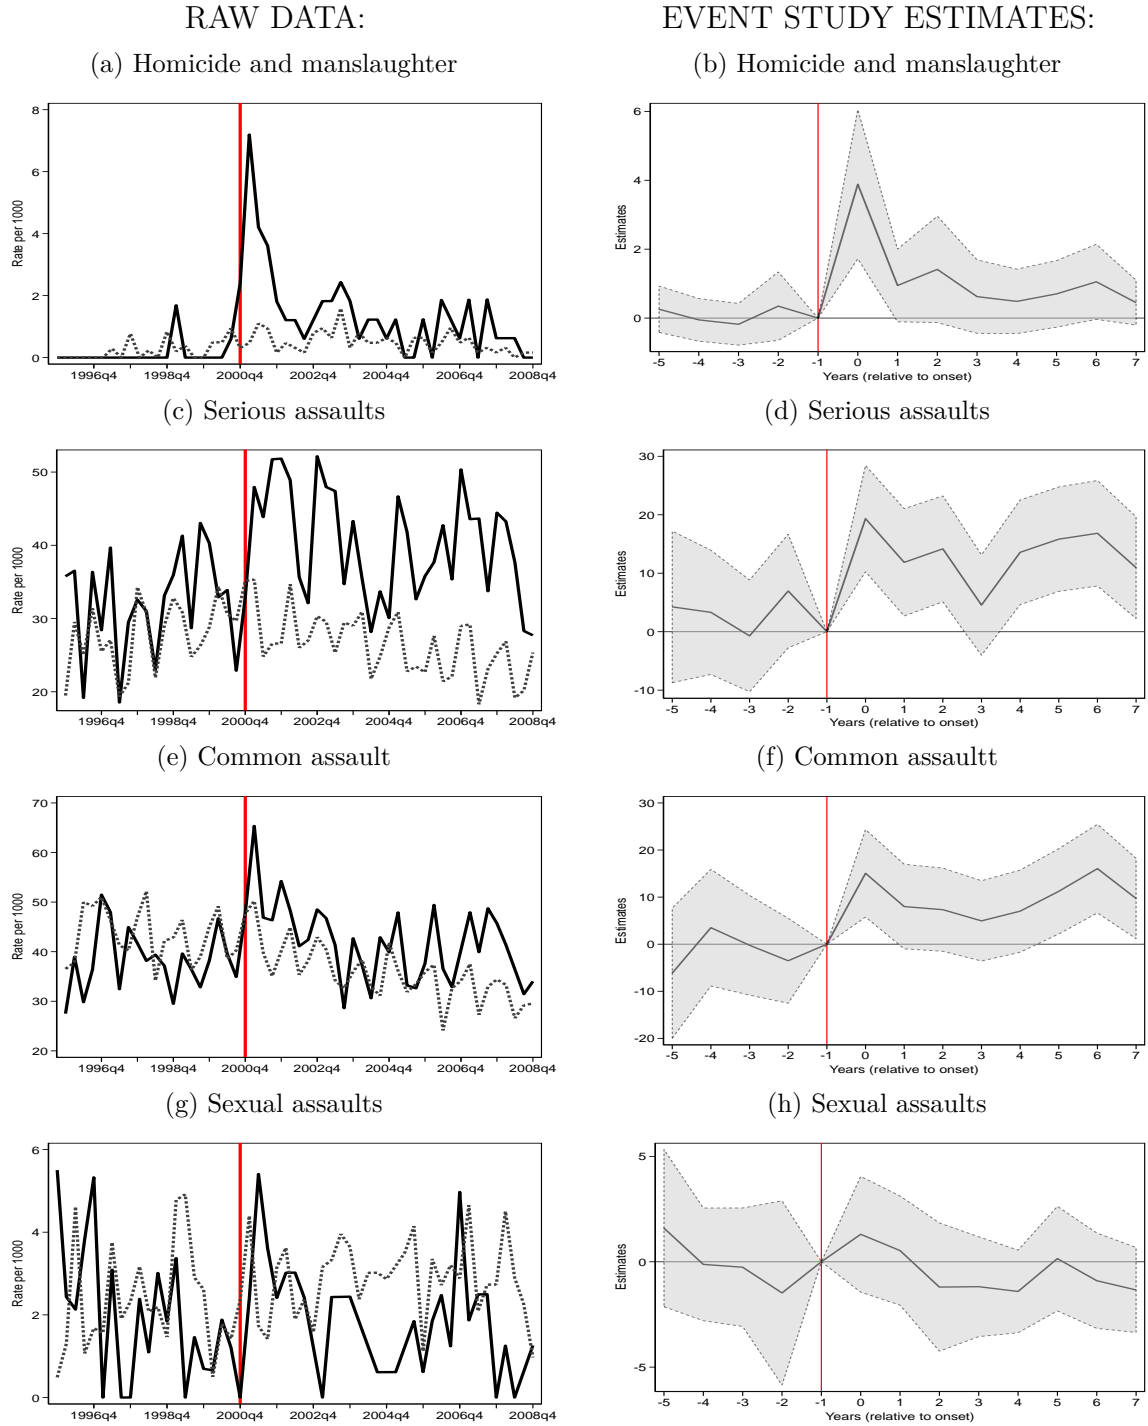 RAW DATA:
EVENT STUDY ESTIMATES:
(a) Homicide and manslaughter
(b) Homicide and manslaughter
8
6
4
2
0
Rate per 1000
1996q4 1998q4 2000q4 2002q4 2004q4 2006q4 2008q4
6
4
2
0
Estimates
-5 -4 -3 -2 -1 0 1 2 3 4 5 6 7
Years (relative to onset)
(c) Serious assaults
(d) Serious assaults
50
40
30
20
Rate per 1000
1996q4 1998q4 2000q4 2002q4 2004q4 2006q4 2008q4
30
20
10
0
-10
Estimates
-5 -4 -3 -2 -1 0 1 2 3 4 5 6 7
Years (relative to onset)
(e) Common assault
(f) Common assaultt
70
60
50
40
30
20
Rate per 1000
1996q4 1998q4 2000q4 2002q4 2004q4 2006q4 2008q4
30
20
10
0
-10
-20
Estimates
-5 -4 -3 -2 -1 0 1 2 3 4 5 6 7
Years (relative to onset)
(g) Sexual assaults
(h) Sexual assaults
6
4
2
0
Rate per 1000
1996q4 1998q4 2000q4 2002q4 2004q4 2006q4 2008q4
5
0
-5
Estimates
-5 -4 -3 -2 -1 0 1 2 3 4 5 6 7
Years (relative to onset)